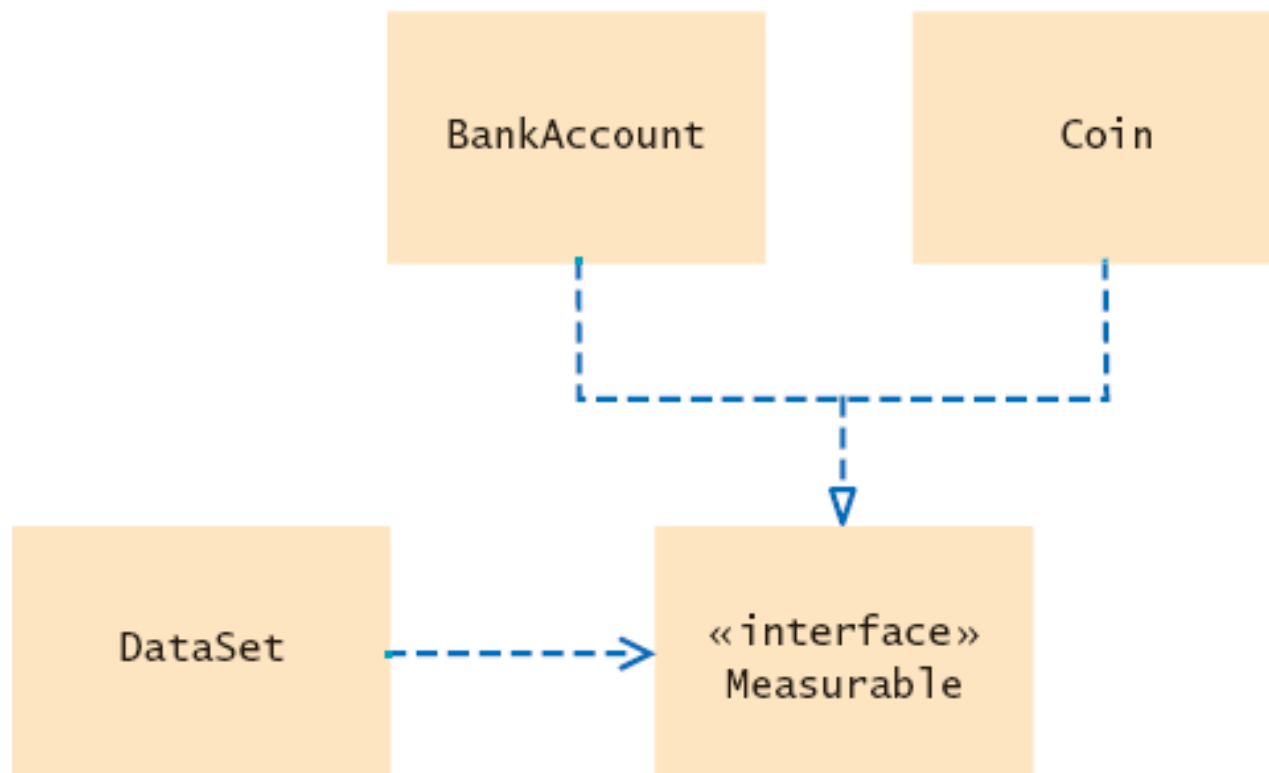 BankAccount
Coin
DataSet
«interface»
Measurable